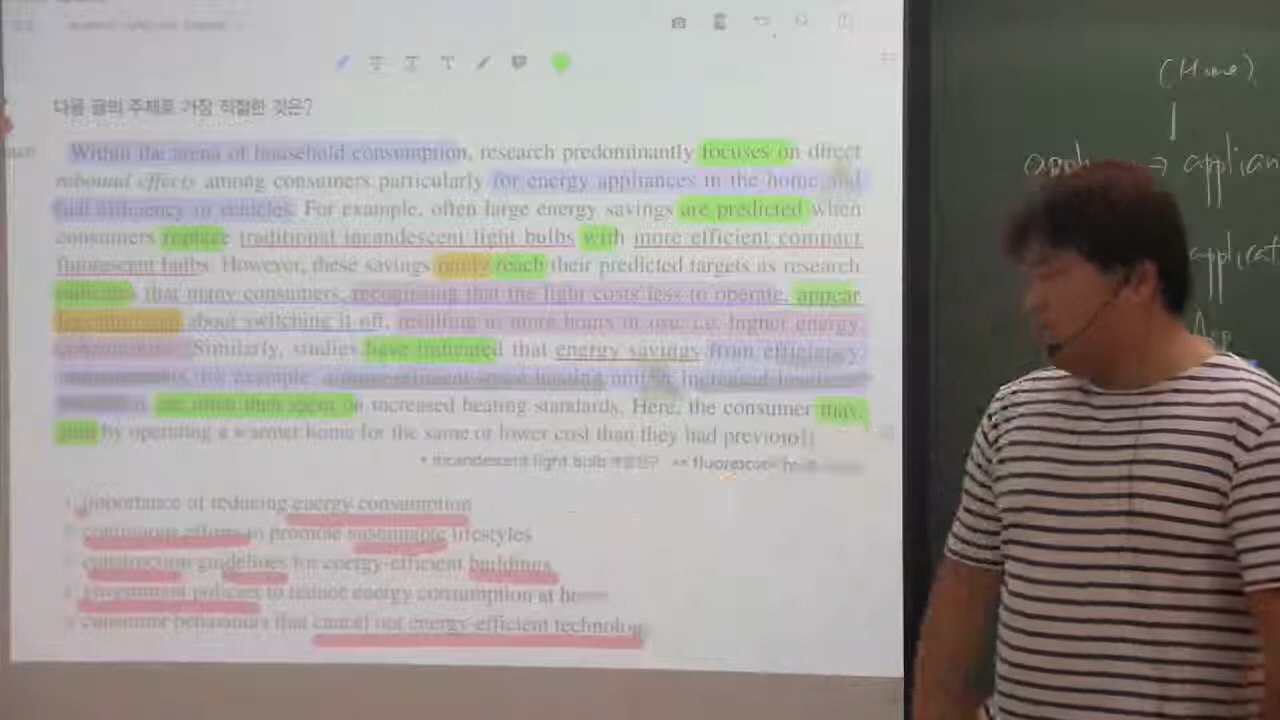 다음 글의 주제로 가장 적절한 것은?
Within the arena of household consumption, research predominantly focuses on direct
rebound effects among consumers particularly for energy appliances in the home and
fuel efficiency in vehicles. For example, often large energy savings are predicted when
consumers replace traditional incandescent light bulbs with more efficient compact
fluorescent bulbs. However, these savings rarely reach their predicted targets as research
indicates that many consumers, recognising that the light costs less to operate, appear
about switching it off, resulting in more hours in use, i.e. higher energy
consumption. Similarly, studies have indicated that energy savings from efficiency
improvements, for example, a more efficient space heating unit or increased
are often then spent on increased heating standards. Here, the consumer may
gain by operating a warmer home for the same or lower cost than they had previously
* incandescent light bulb 백열전구 ** fluorescent
importance of reducing energy consumption
continuous efforts to promote sustainable lifestyles
construction guidelines for energy-efficient buildings
government policies to reduce energy consumption at home
consumer behaviours that cancel out energy-efficient
(Home)
→ applian
applicat
App